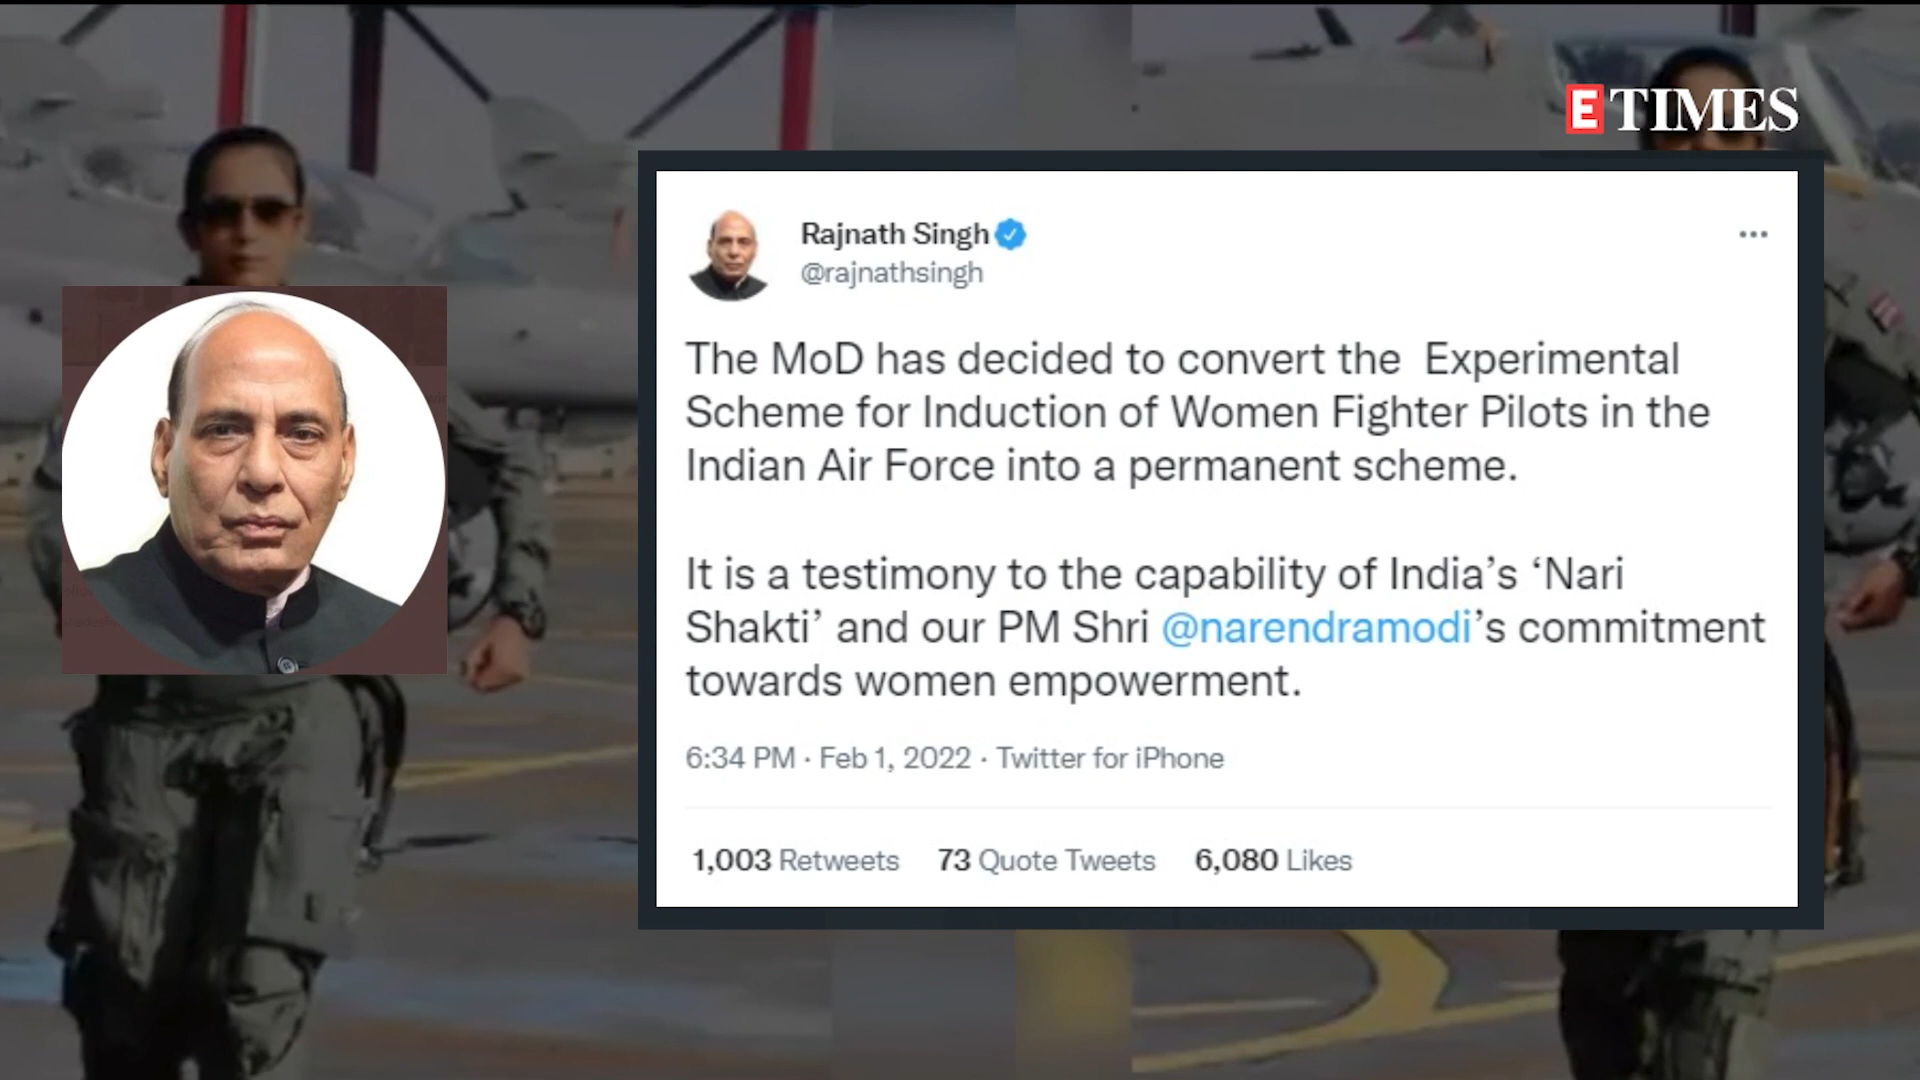 E TIMES
Rajnath Singh
@rajnathsingh
The MoD has decided to convert the Experimental
Scheme for Induction of Women Fighter Pilots in the
Indian Air Force into a permanent scheme.
It is a testimony to the capability of India’s ‘Nari
Shakti’ and our PM Shri @narendramodi’s commitment
towards women empowerment.
6:34 PM · Feb 1, 2022 · Twitter for iPhone
1,003 Retweets 73 Quote Tweets 6,080 Likes